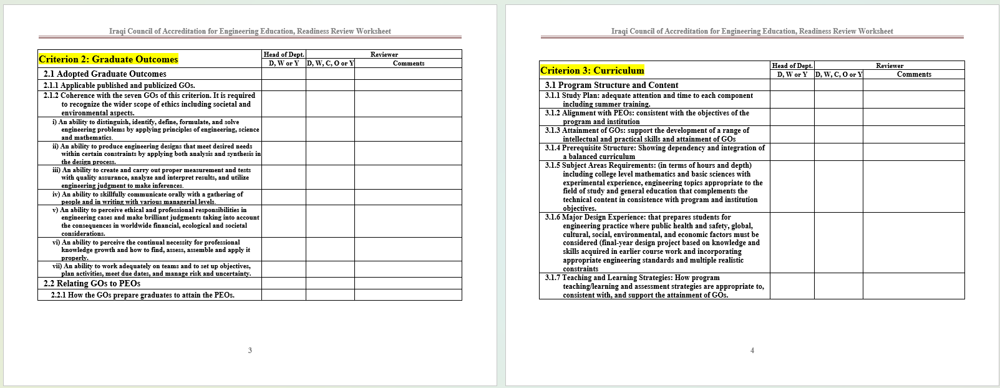 Iraqi Council of Accreditation for Engineering Education, Readiness Review Worksheet
Criterion 2: Graduate Outcomes
Head of Dept.
Reviewer
D, W or Y
D, W, C, O or Y
Comments
2.1 Adopted Graduate Outcomes
2.1.1 Applicable published and publicized GOs.
2.1.2 Coherence with the seven GOs of this criterion. It is required
to recognize the wider scope of ethics including societal and
environmental aspects.
i) An ability to distinguish, identify, define, formulate, and solve
engineering problems by applying principles of engineering, science
and mathematics.
ii) An ability to produce engineering designs that meet desired needs
within certain constraints by applying both analysis and synthesis in
the design process.
iii) An ability to create and carry out proper measurement and tests
with quality assurance, analyze and interpret results, and utilize
engineering judgment to make inferences.
iv) An ability to skillfully communicate orally with a gathering of
people and in writing with various managerial levels.
v) An ability to perceive ethical and professional responsibilities in
engineering cases and make brilliant judgments taking into account
the consequences in worldwide financial, ecological and societal
considerations.
vi) An ability to perceive the continual necessity for professional
knowledge growth and how to find, assess, assemble and apply it
properly.
vii) An ability to work adequately on teams and to set up objectives,
plan activities, meet due dates, and manage risk and uncertainty.
2.2 Relating GOs to PEOs
2.2.1 How the GOs prepare graduates to attain the PEOs.
3
Iraqi Council of Accreditation for Engineering Education, Readiness Review Worksheet
Criterion 3: Curriculum
Head of Dept.
Reviewer
D, W or Y
D, W, C, O or Y
Comments
3.1 Program Structure and Content
3.1.1 Study Plan: adequate attention and time to each component
including summer training.
3.1.2 Alignment with PEOs: consistent with the objectives of the
program and institution
3.1.3 Attainment of GOs: support the development of a range of
intellectual and practical skills and attainment of GOs
3.1.4 Prerequisite Structure: Showing dependency and integration of
a balanced curriculum
3.1.5 Subject Areas Requirements: (in terms of hours and depth)
including college level mathematics and basic sciences with
experimental experience, engineering topics appropriate to the
field of study and general education that complements the
technical content in consistence with program and institution
objectives.
3.1.6 Major Design Experience: that prepares students for
engineering practice where public health and safety, global,
cultural, social, environmental, and economic factors must be
considered (final-year design project based on knowledge and
skills acquired in earlier course work and incorporating
appropriate engineering standards and multiple realistic
constraints
3.1.7 Teaching and Learning Strategies: How program
teaching/learning and assessment strategies are appropriate to,
consistent with, and support the attainment of GOs.
4